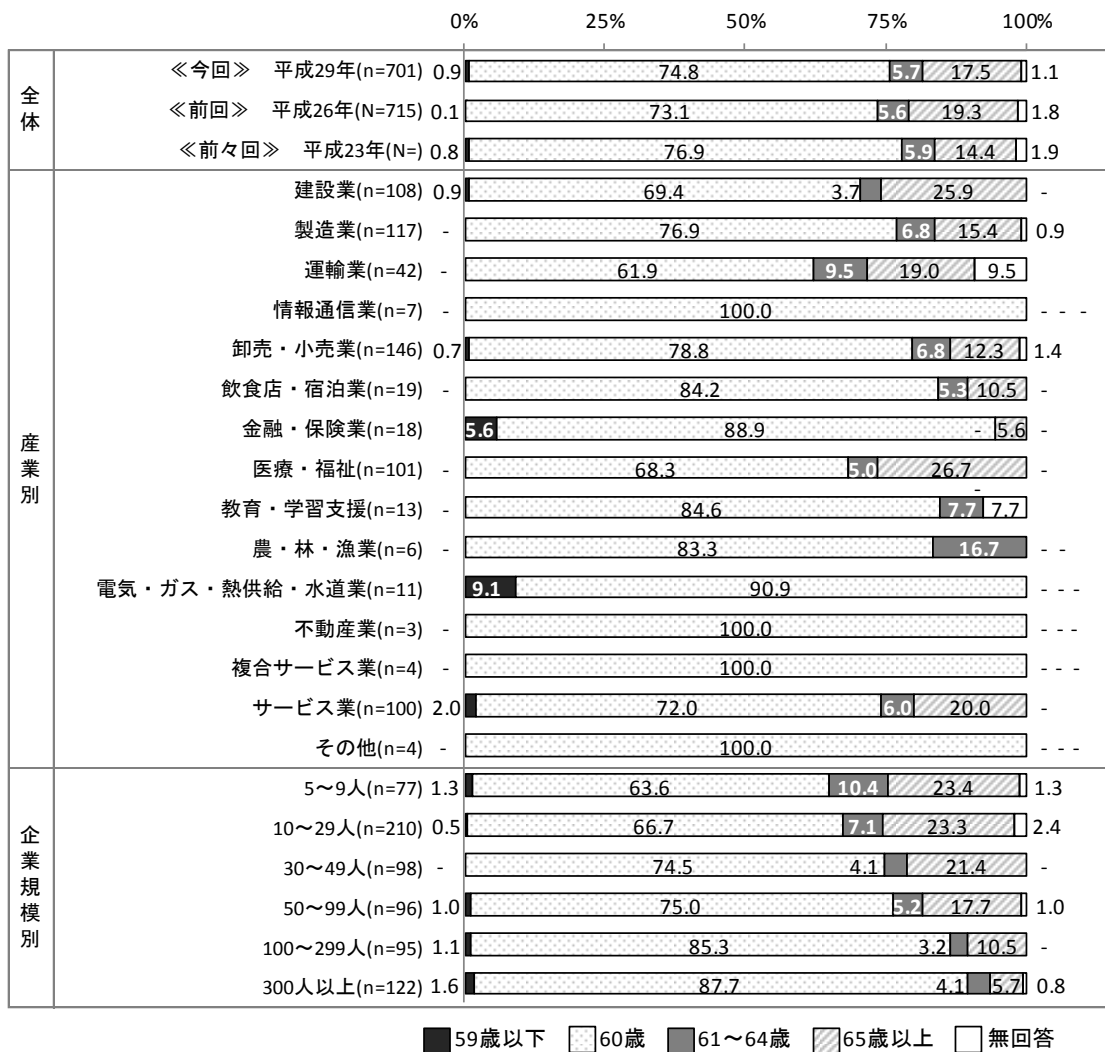 0% 25% 50% 75% 100%
全体
≪今回≫ 平成29年(n=701) 0.9 74.8 5.7 17.5 1.1
≪前回≫ 平成26年(N=715) 0.1 73.1 5.6 19.3 1.8
≪前々回≫ 平成23年(N=) 0.8 76.9 5.9 14.4 1.9
産業別
建設業(n=108) 0.9 69.4 3.7 25.9 -
製造業(n=117) - 76.9 6.8 15.4 0.9
運輸業(n=42) - 61.9 9.5 19.0 9.5
情報通信業(n=7) - 100.0 - - -
卸売・小売業(n=146) 0.7 78.8 6.8 12.3 1.4
飲食店・宿泊業(n=19) - 84.2 5.3 10.5 -
金融・保険業(n=18) 5.6 88.9 - 5.6 -
医療・福祉(n=101) - 68.3 5.0 26.7 -
教育・学習支援(n=13) - 84.6 7.7 - 7.7
農・林・漁業(n=6) - 83.3 16.7 - -
電気・ガス・熱供給・水道業(n=11) 9.1 90.9 - - -
不動産業(n=3) - 100.0 - - -
複合サービス業(n=4) - 100.0 - - -
サービス業(n=100) 2.0 72.0 6.0 20.0 -
その他(n=4) - 100.0 - - -
企業規模別
5～9人(n=77) 1.3 63.6 10.4 23.4 1.3
10～29人(n=210) 0.5 66.7 7.1 23.3 2.4
30～49人(n=98) - 74.5 4.1 21.4 -
50～99人(n=96) 1.0 75.0 5.2 17.7 1.0
100～299人(n=95) 1.1 85.3 3.2 10.5 -
300人以上(n=122) 1.6 87.7 4.1 5.7 0.8
59歳以下 60歳 61～64歳 65歳以上 無回答